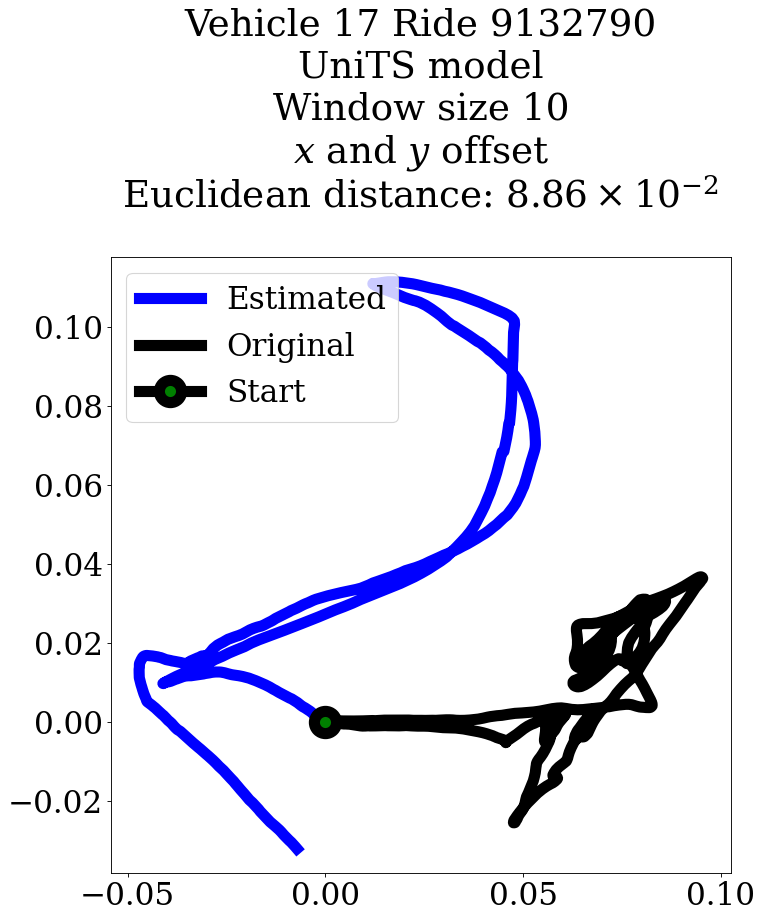 Vehicle 17 Ride 9132790
UniTS model
Window size 10
x and y offset
Euclidean distance: 8.86 × 10⁻²
Estimated
Original
Start
0.10
0.08
0.06
0.04
0.02
0.00
−0.02
−0.05 0.00 0.05 0.10